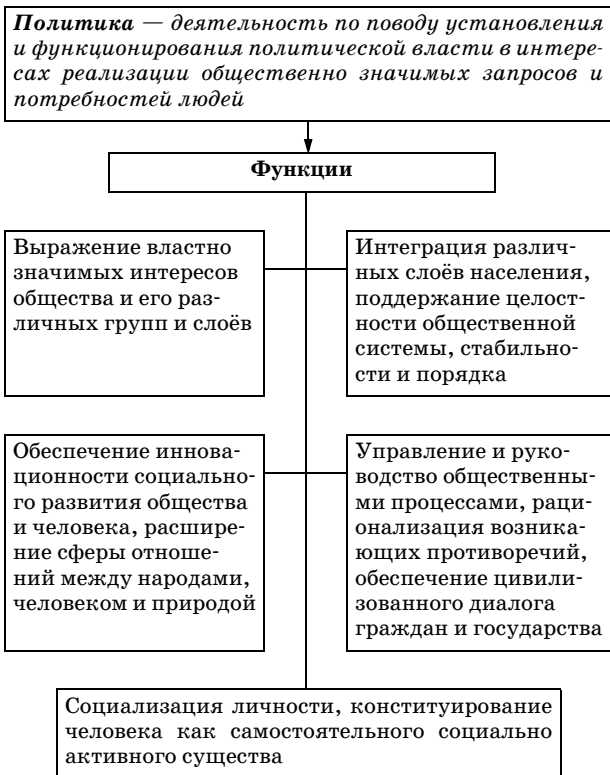 Политика — деятельность по поводу установления
и функционирования политической власти в интере-
сах реализации общественно значимых запросов и
потребностей людей
Функции
Выражение властно
значимых интересов
общества и его раз-
личных групп и слоёв
Интеграция различ-
ных слоёв населения,
поддержание целост-
ности общественной
системы, стабильно-
сти и порядка
Обеспечение иннова-
ционности социально-
го развития общества
и человека, расшире-
ние сферы отноше-
ний между народами,
человеком и природой
Управление и руко-
водство общественны-
ми процессами, раци-
онализация возника-
ющих противоречий,
обеспечение цивили-
зованного диалога
граждан и государства
Социализация личности, конституирование
человека как самостоятельного социально
активного существа